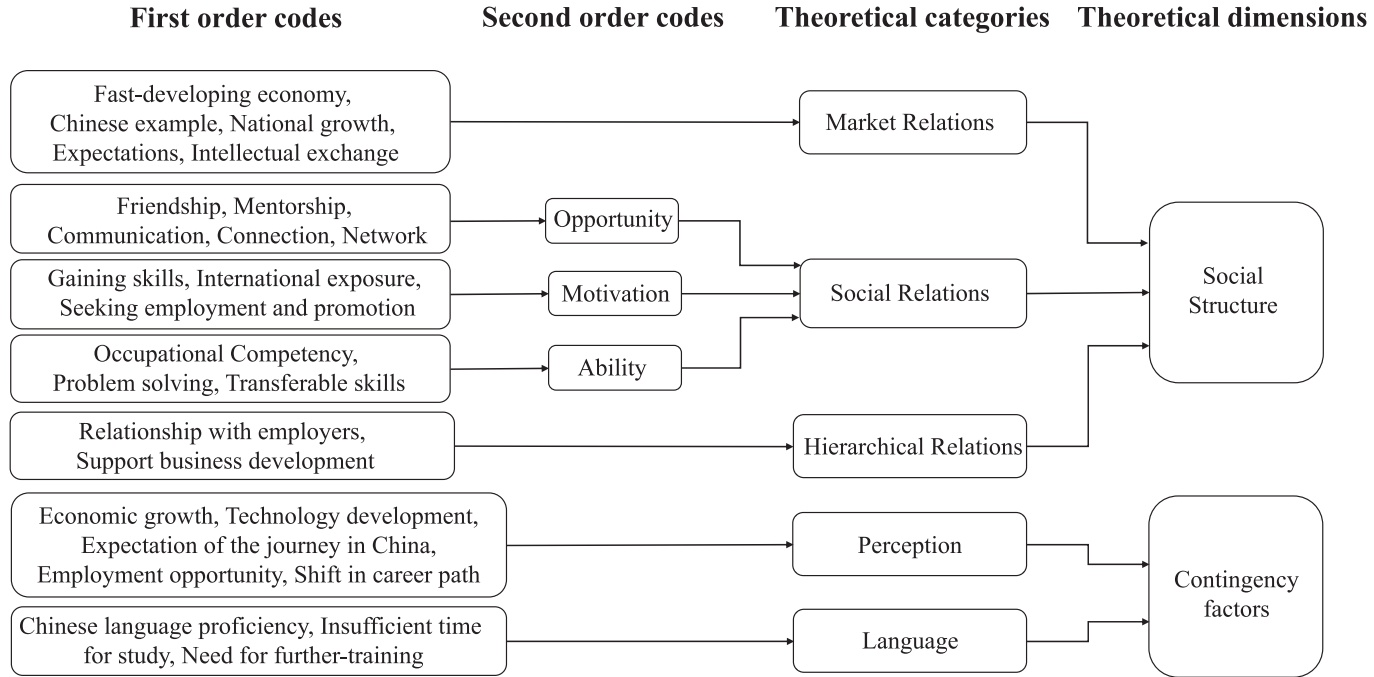 First order codes
Second order codes
Theoretical categories
Theoretical dimensions
Fast-developing economy,
Chinese example, National growth,
Expectations, Intellectual exchange
Market Relations
Friendship, Mentorship,
Communication, Connection, Network
Opportunity
Gaining skills, International exposure,
Seeking employment and promotion
Motivation
Social Relations
Social
Structure
Occupational Competency,
Problem solving, Transferable skills
Ability
Relationship with employers,
Support business development
Hierarchical Relations
Economic growth, Technology development,
Expectation of the journey in China,
Employment opportunity, Shift in career path
Perception
Contingency
factors
Chinese language proficiency, Insufficient time
for study, Need for further-training
Language